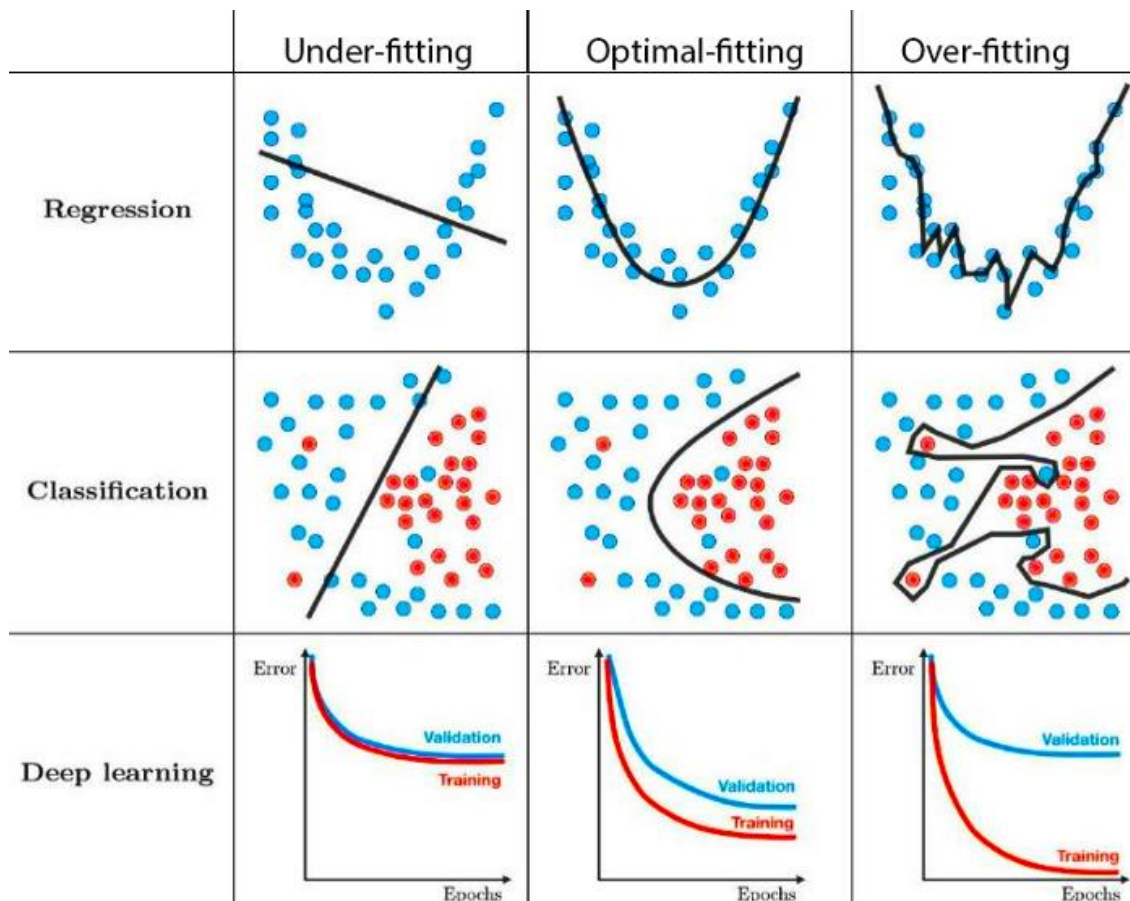 Under-fitting
Optimal-fitting
Over-fitting
Regression
Classification
Deep learning
Error
Validation
Training
Epochs
Error
Validation
Training
Epochs
Error
Validation
Training
Epochs